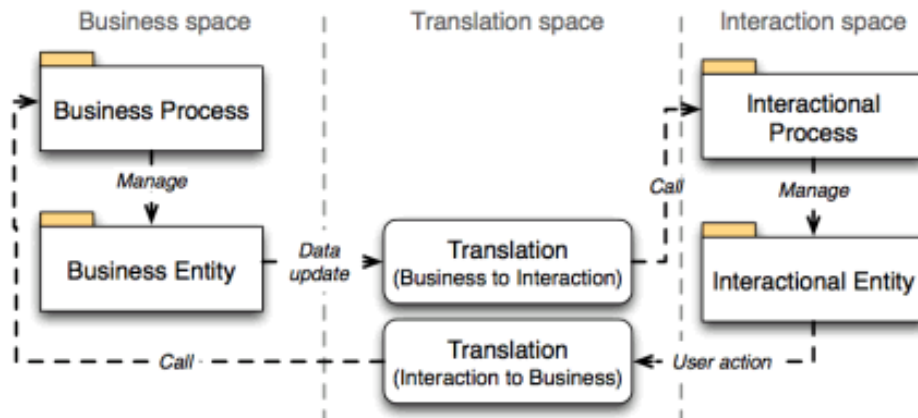 Business space
Translation space
Interaction space
Business Process
Interactional
Process
Manage
Call
Manage
Business Entity
Data
update
Translation
(Business to Interaction)
Interactional Entity
Translation
(Interaction to Business)
Call
User action